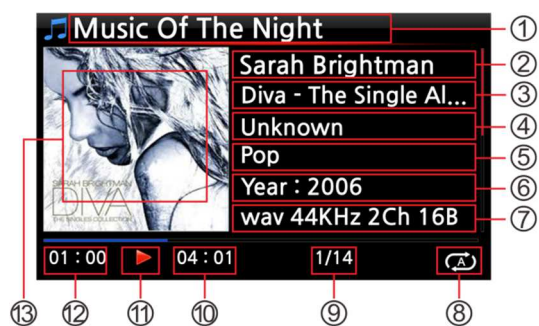 Music Of The Night
①
Sarah Brightman
②
Diva - The Single Al...
③
Unknown
④
Pop
⑤
Year : 2006
⑥
wav 44KHz 2Ch 16B
⑦
SARAH BRIGHTMAN
DIVA
THE SINGLES COLLECTION
01 : 00
04 : 01
1/14
A
⑬ ⑫ ⑪ ⑩ ⑨ ⑧